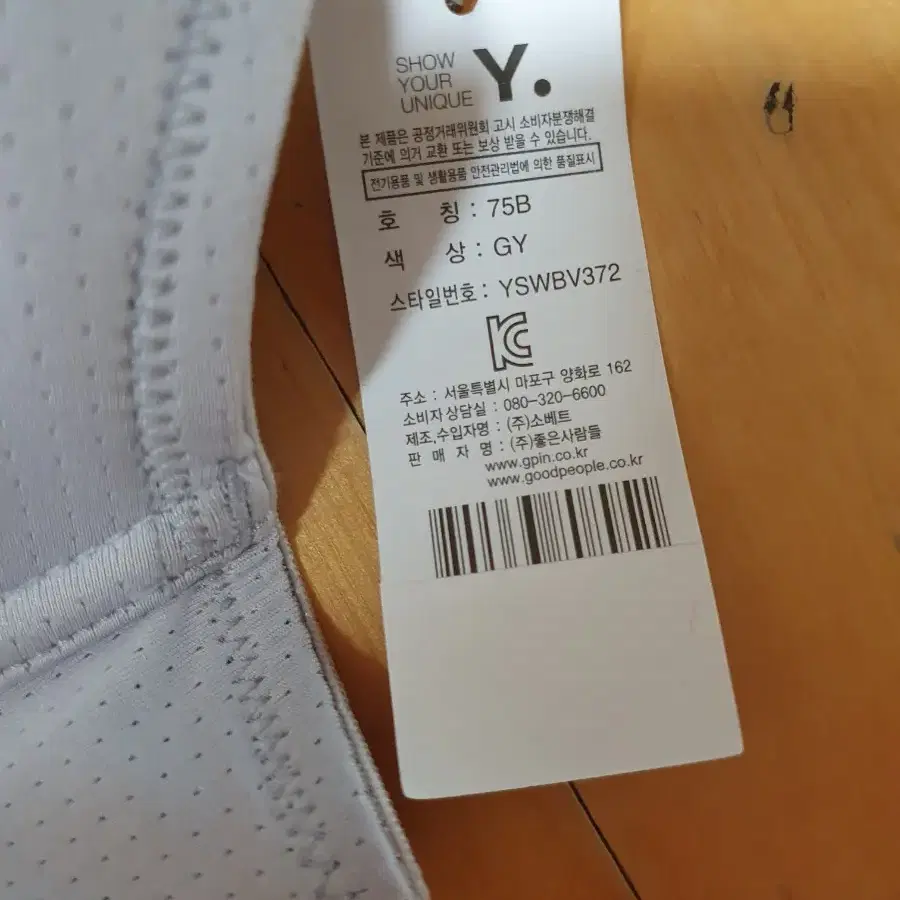 SHOW
YOUR
UNIQUE
Y.
본 제품은 공정거래위원회 고시 소비자분쟁해결
기준에 의거 교환 또는 보상 받을 수 있습니다.
전기용품 및 생활용품 안전관리법에 의한 품질표시
호 칭 : 75B
색 상 : GY
스타일번호 : YSWBV372
KC
주소 : 서울특별시 마포구 양화로 162
소비자상담실 : 080-320-6600
제조,수입자명 : (주)소베트
판 매 자 명 : (주)좋은사람들
www.gpin.co.kr
www.goodpeople.co.kr